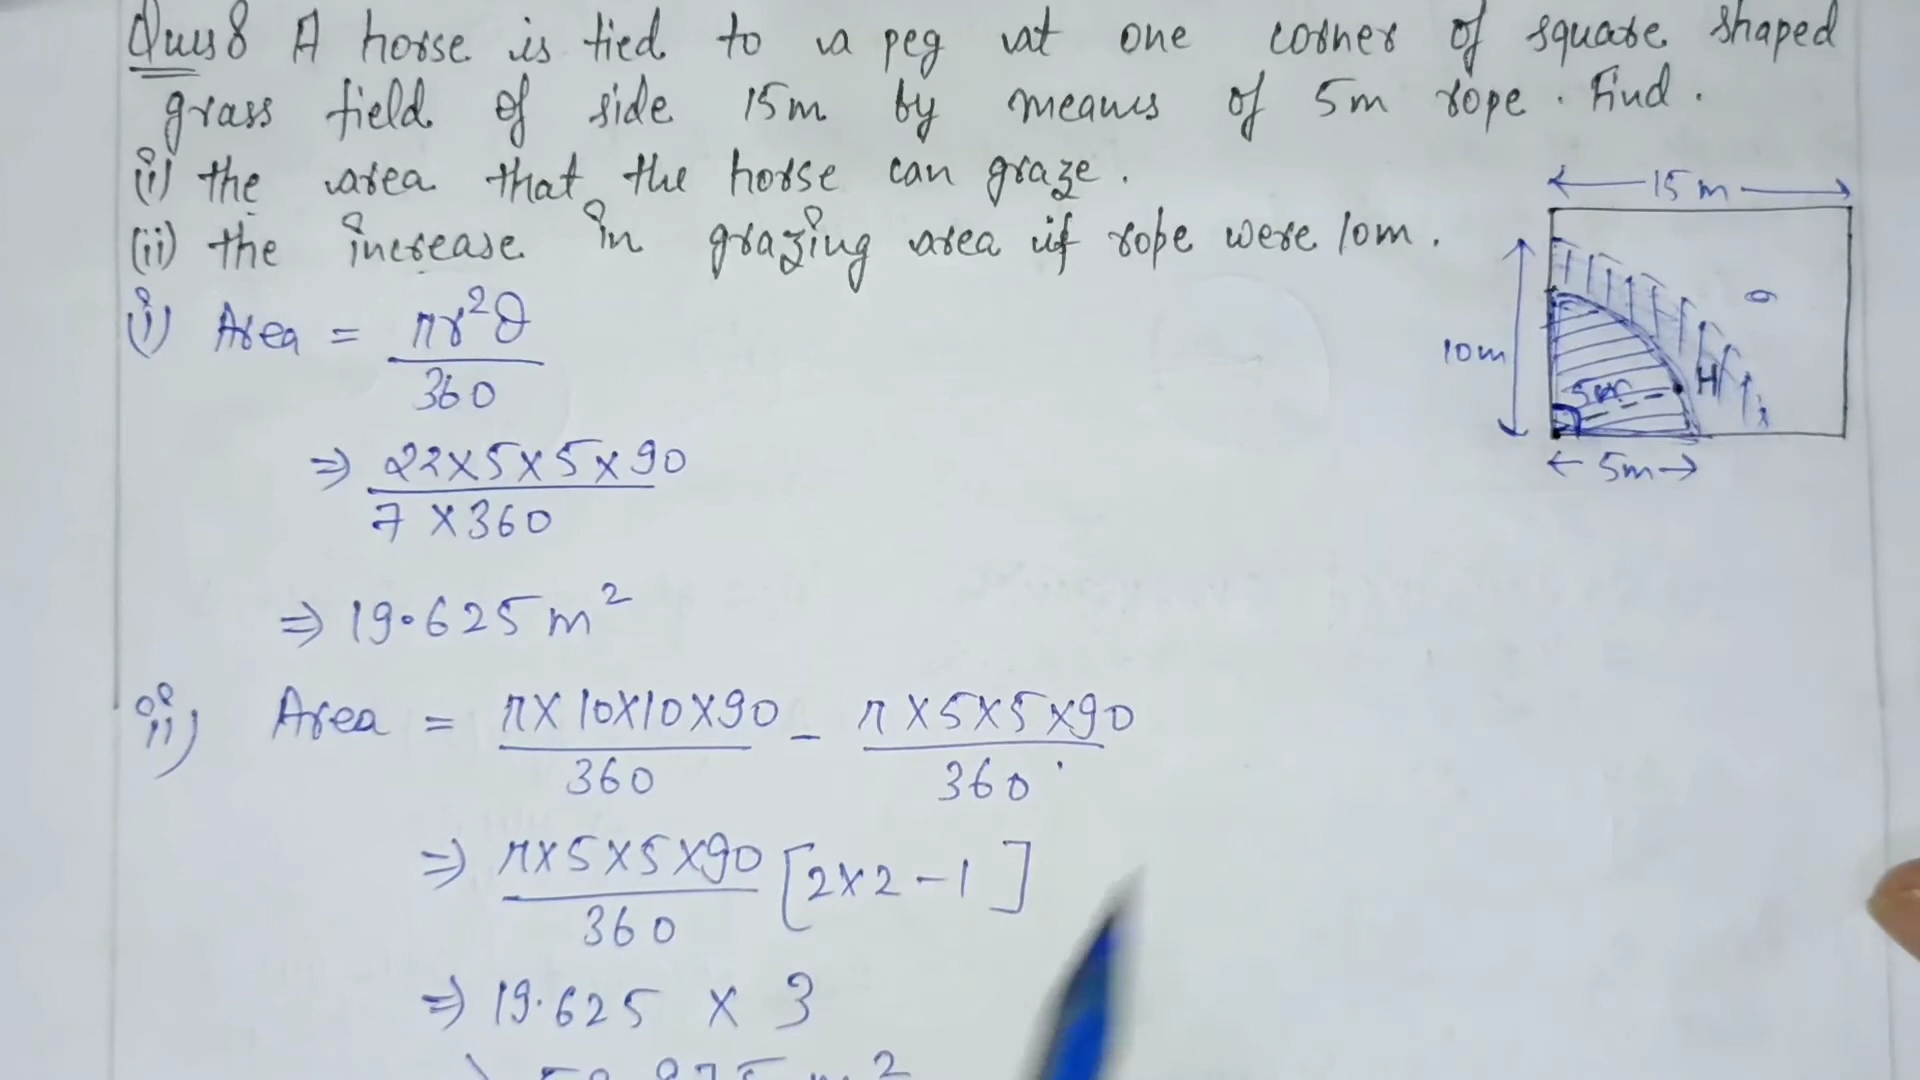 Ques 8 A horse is tied to a peg at one corner of square shaped
grass field of side 15m by means of 5m rope. Find.
(i) the area that the horse can graze.
(ii) the increase in grazing area if rope were 10m.
← 15 m →
10m
5m
H
← 5m →
i) Area = πr²θ
360
⇒ 22×5×5×90
7 × 360
⇒ 19.625 m²
ii) Area = π×10×10×90 - π×5×5×90
360 360
⇒ π×5×5×90 [2×2-1]
360
⇒ 19.625 × 3